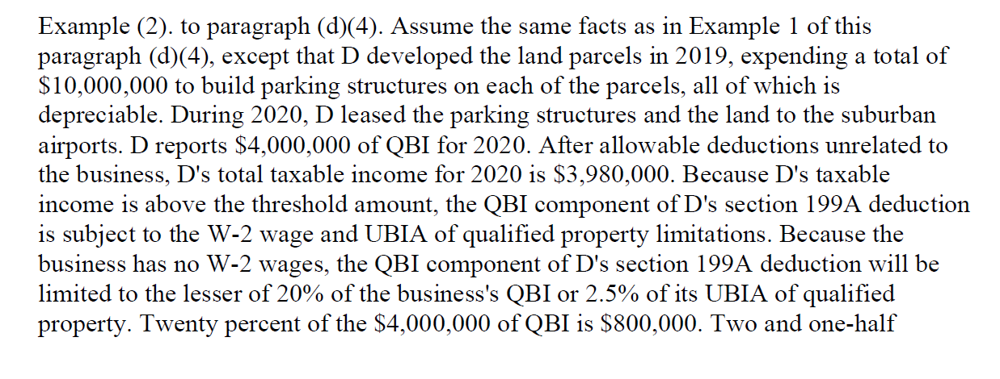 Example (2). to paragraph (d)(4). Assume the same facts as in Example 1 of this
paragraph (d)(4), except that D developed the land parcels in 2019, expending a total of
$10,000,000 to build parking structures on each of the parcels, all of which is
depreciable. During 2020, D leased the parking structures and the land to the suburban
airports. D reports $4,000,000 of QBI for 2020. After allowable deductions unrelated to
the business, D's total taxable income for 2020 is $3,980,000. Because D's taxable
income is above the threshold amount, the QBI component of D's section 199A deduction
is subject to the W-2 wage and UBIA of qualified property limitations. Because the
business has no W-2 wages, the QBI component of D's section 199A deduction will be
limited to the lesser of 20% of the business's QBI or 2.5% of its UBIA of qualified
property. Twenty percent of the $4,000,000 of QBI is $800,000. Two and one-half